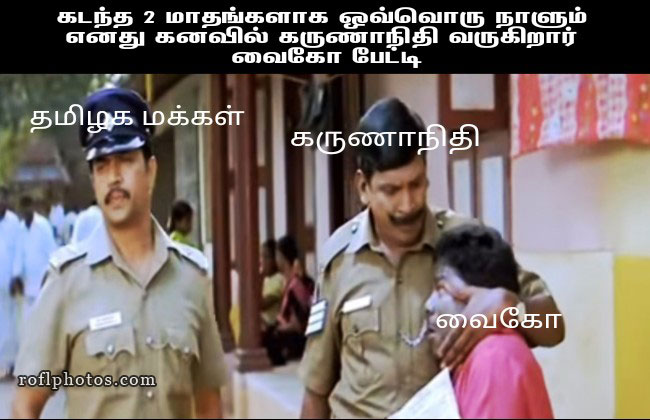 கடந்த 2 மாதங்களாக ஒவ்வொரு நாளும்
எனது கனவில் கருணாநிதி வருகிறார்
வைகோ பேட்டி
தமிழக மக்கள்
கருணாநிதி
வைகோ
roflphotos.com